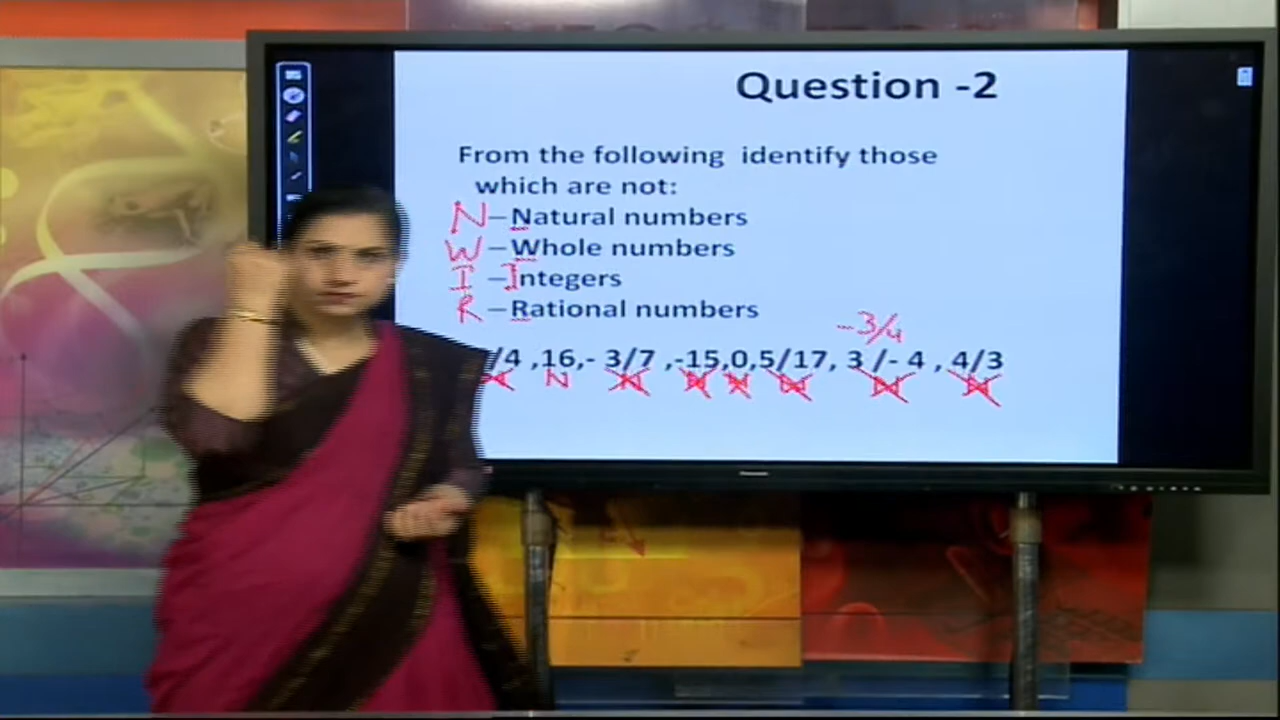 Question -2
From the following identify those
which are not:
N – Natural numbers
W – Whole numbers
I – Integers
R – Rational numbers
-3/4
/4 ,16,- 3/7 ,-15,0,5/17, 3 /- 4 , 4/3
N N N N N N N N